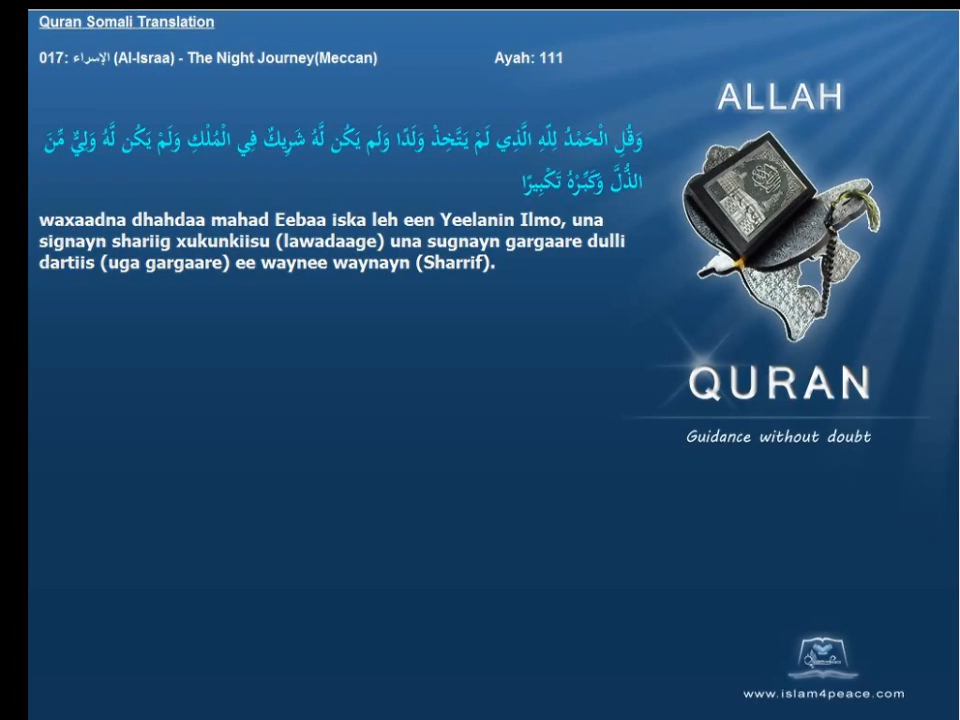 Quran Somali Translation
017: الإسراء (Al-Israa) - The Night Journey(Meccan) Ayah: 111
وَقُلِ الْحَمْدُ لِلّهِ الَّذِي لَمْ يَتَّخِذْ وَلَدًا وَلَم يَكُن لَّهُ شَرِيكٌ فِي الْمُلْكِ وَلَمْ يَكُن لَّهُ وَلِيٌّ مِّنَ
الذُّلَّ وَكَبِّرْهُ تَكْبِيرًا
waxaadna dhahdaa mahad Eebaa iska leh een Yeelanin Ilmo, una
signayn shariig xukunkiisu (lawadaage) una sugnayn gargaare dulli
dartiis (uga gargaare) ee waynee waynayn (Sharrif).
ALLAH
QURAN
Guidance without doubt
www.islam4peace.com